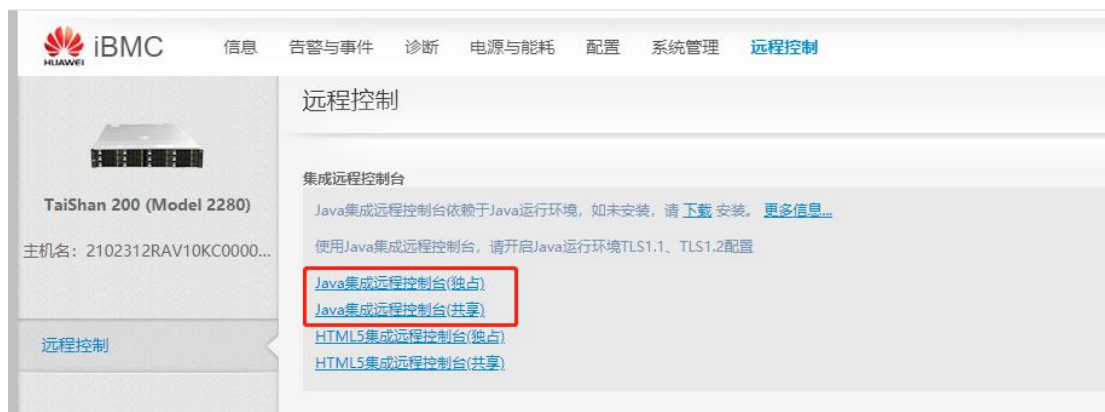 HUAWEI
iBMC 信息 告警与事件 诊断 电源与能耗 配置 系统管理 远程控制
远程控制
集成远程控制台
TaiShan 200 (Model 2280)
主机名：2102312RAV10KC0000...
远程控制
Java集成远程控制台依赖于Java运行环境，如未安装，请 下载 安装。 更多信息...
使用Java集成远程控制台，请开启Java运行环境TLS1.1、TLS1.2配置
Java集成远程控制台(独占)
Java集成远程控制台(共享)
HTML5集成远程控制台(独占)
HTML5集成远程控制台(共享)